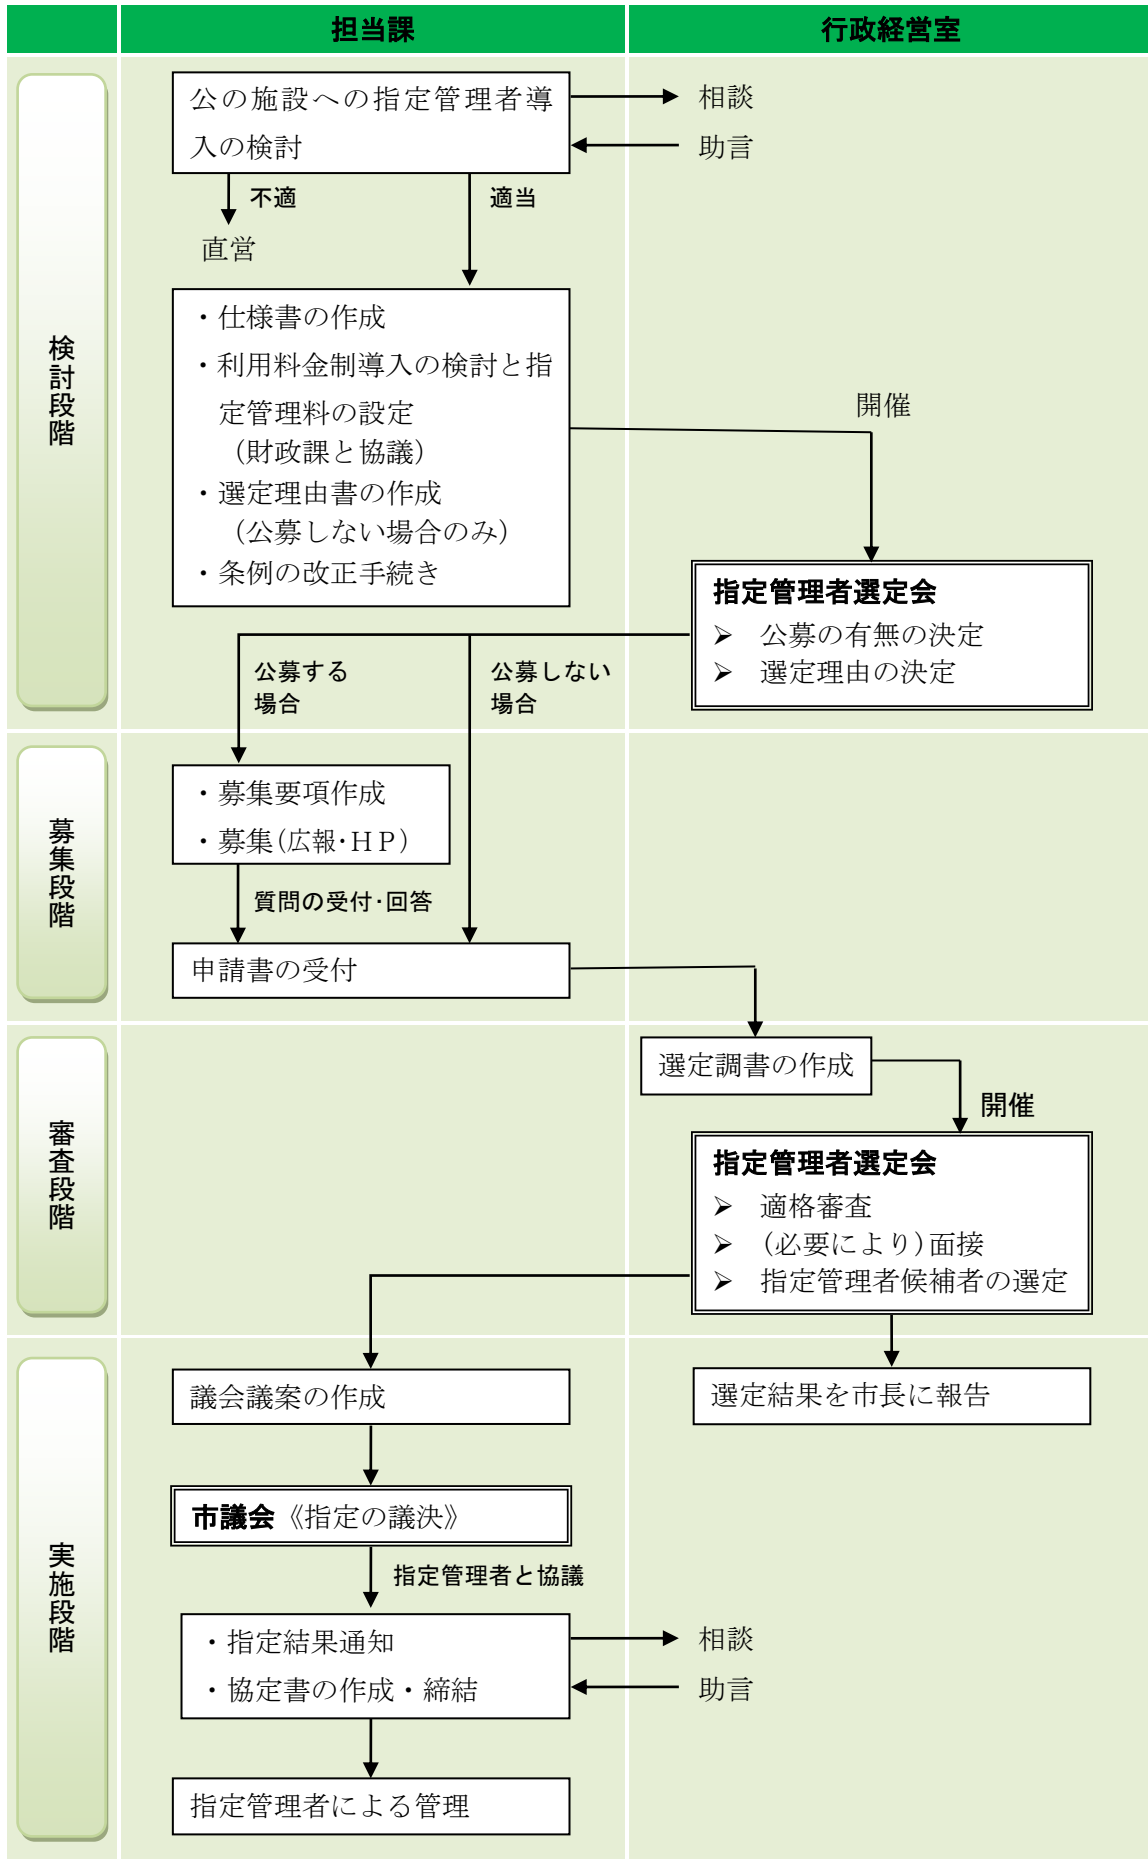 担当課
行政経営室
検討段階
公の施設への指定管理者導
入の検討
相談
助言
不適
適当
直営
・仕様書の作成
・利用料金制導入の検討と指
定管理料の設定
（財政課と協議）
・選定理由書の作成
（公募しない場合のみ）
・条例の改正手続き
開催
指定管理者選定会
➢ 公募の有無の決定
➢ 選定理由の決定
公募する
場合
公募しない
場合
募集段階
・募集要項作成
・募集（広報・ＨＰ）
質問の受付・回答
申請書の受付
審査段階
選定調書の作成
開催
指定管理者選定会
➢ 適格審査
➢ （必要により）面接
➢ 指定管理者候補者の選定
実施段階
議会議案の作成
選定結果を市長に報告
市議会《指定の議決》
指定管理者と協議
・指定結果通知
・協定書の作成・締結
相談
助言
指定管理者による管理